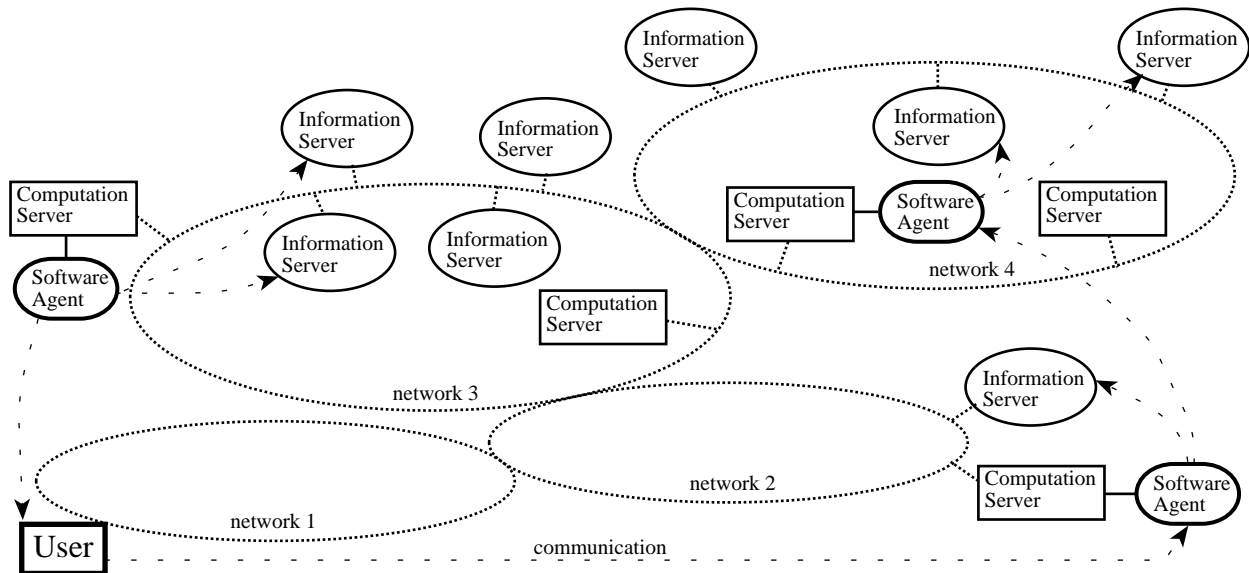 Information
Server
Information
Server
Information
Server
Information
Server
Information
Server
Computation
Server
Computation
Server
Software
Agent
Computation
Server
Information
Server
Information
Server
Software
Agent
network 4
Computation
Server
network 3
Information
Server
network 2
Computation
Server
Software
Agent
network 1
User
communication